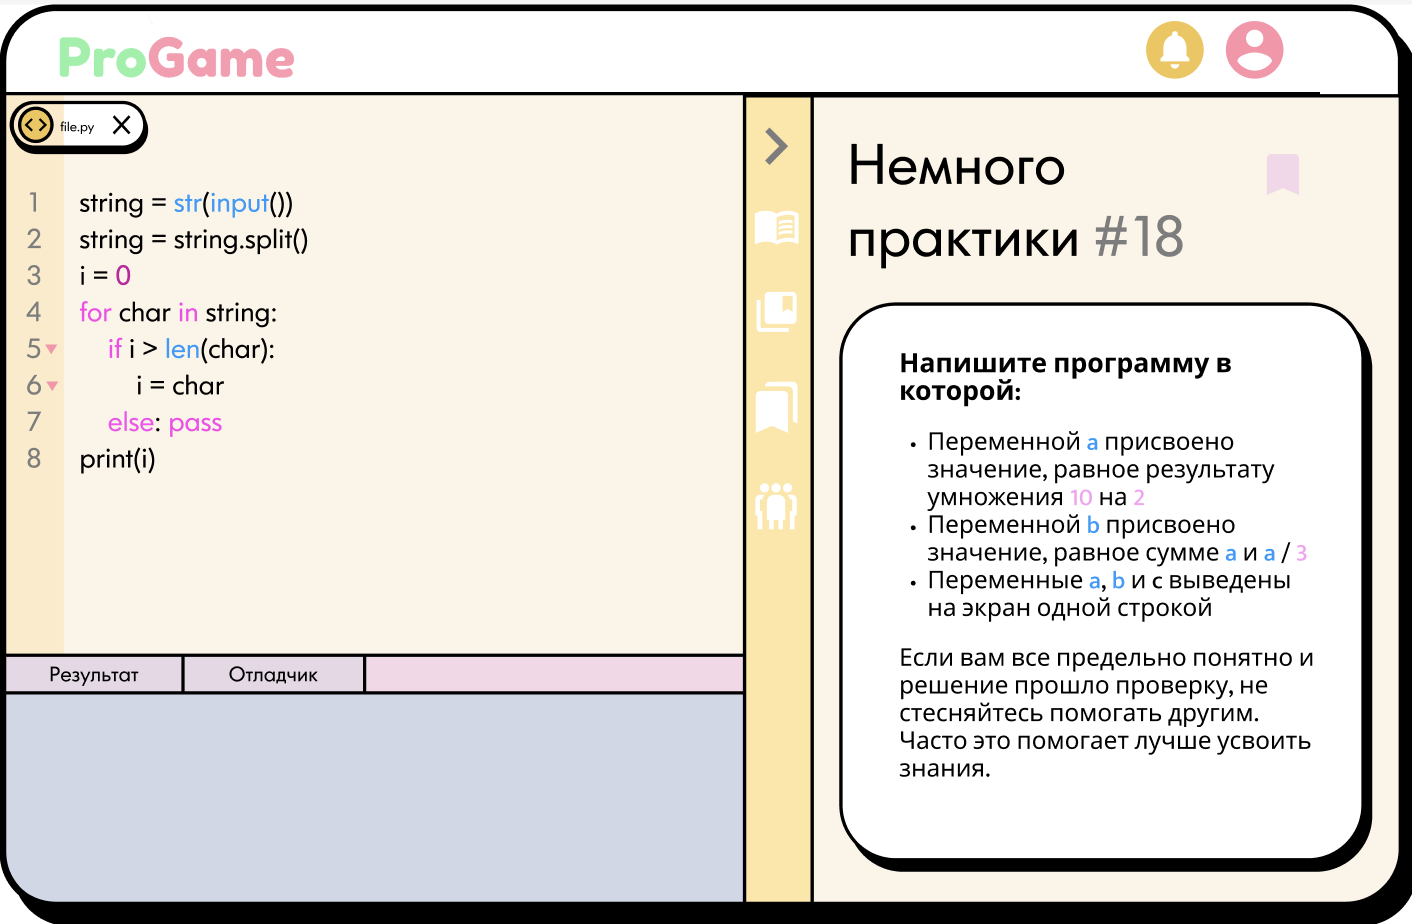 ProGame
file.py
1 string = str(input())
2 string = string.split()
3 i = 0
4 for char in string:
5 if i > len(char):
6 i = char
7 else: pass
8 print(i)
Результат
Отладчик
Немного
практики #18
Напишите программу в
которой:
• Переменной a присвоено
значение, равное результату
умножения 10 на 2
• Переменной b присвоено
значение, равное сумме a и a / 3
• Переменные a, b и c выведены
на экран одной строкой
Если вам все предельно понятно и
решение прошло проверку, не
стесняйтесь помогать другим.
Часто это помогает лучше усвоить
знания.